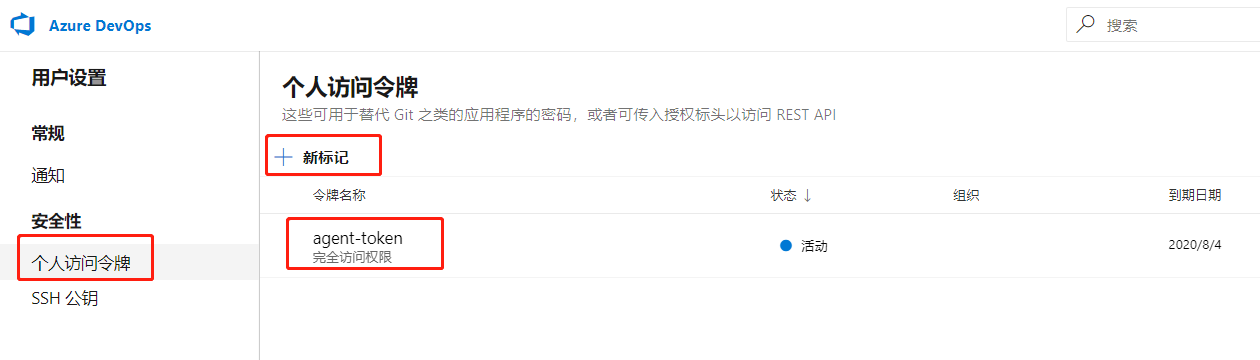 Azure DevOps
搜索
用户设置
常规
通知
安全性
个人访问令牌
SSH 公钥
个人访问令牌
这些可用于替代 Git 之类的应用程序的密码，或者可传入授权标头以访问 REST API
新标记
令牌名称 状态 ↓ 组织 到期日期
agent-token 活动 2020/8/4
完全访问权限